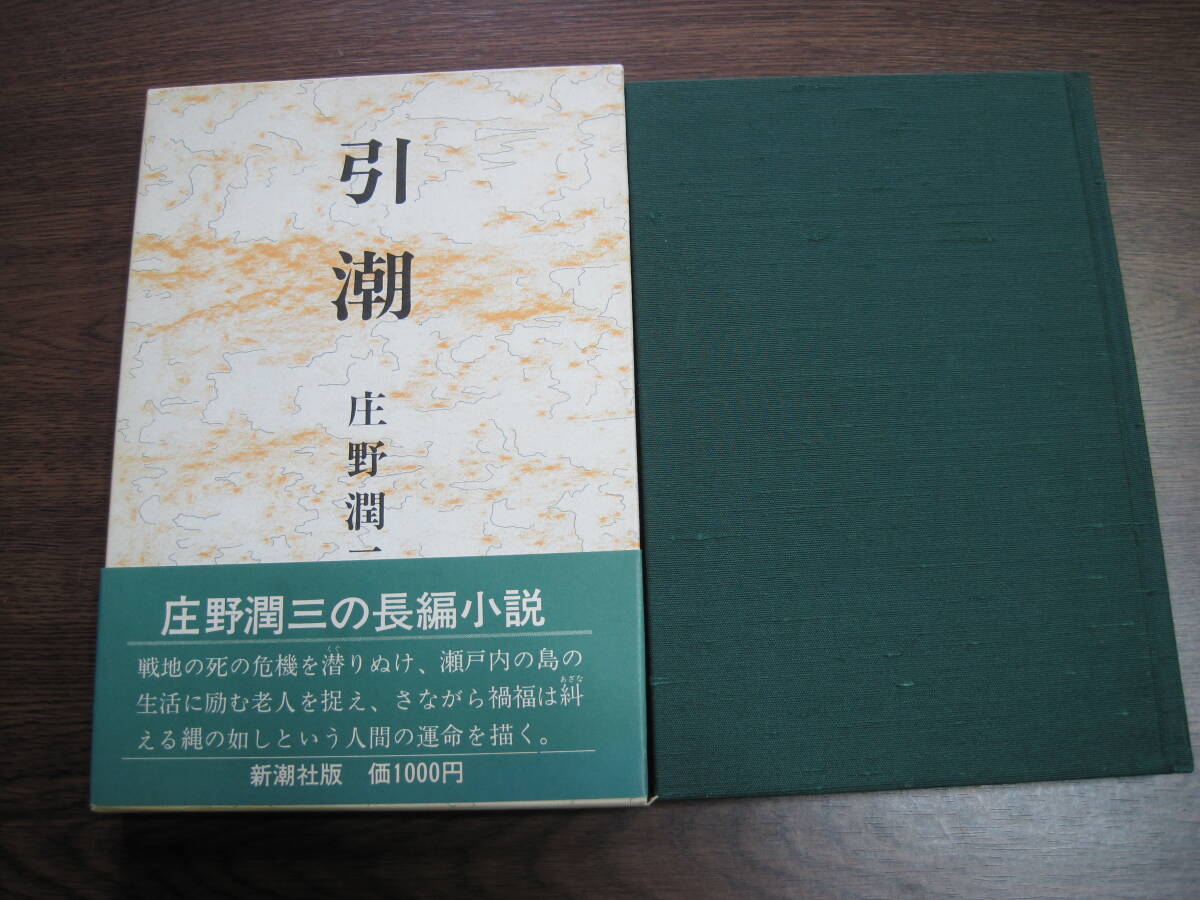 引潮
庄野潤一
庄野潤三の長編小説
戦地の死の危機を潜りぬけ、瀬戸内の島の
生活に励む老人を捉え、さながら禍福は糾
える縄の如しという人間の運命を描く。
新潮社版 価1000円